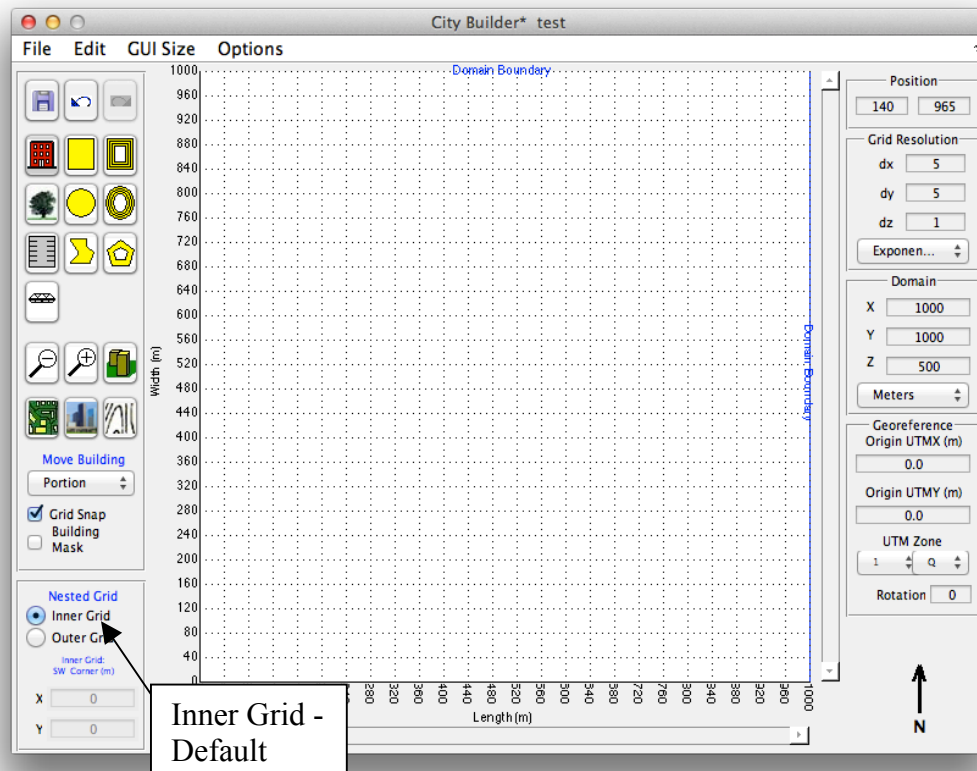 City Builder* test
File Edit GUI Size Options
Domain Boundary
1000
960
920
880
840
800
760
720
680
640
600
560
520
480
440
400
360
320
280
240
200
160
120
80
40
0
Width (m)
Domain Boundary
280 320 360 400 440 480 520 560 600 640 680 720 760 800 840 880 920 960 1000
Length (m)
Move Building
Portion
Grid Snap
Building
Mask
Nested Grid
Inner Grid
Outer Grid
Inner Grid:
SW Corner (m)
X 0
Y 0
Inner Grid -
Default
Position
140 965
Grid Resolution
dx 5
dy 5
dz 1
Exponen...
Domain
X 1000
Y 1000
Z 500
Meters
Georeference
Origin UTMX (m)
0.0
Origin UTMY (m)
0.0
UTM Zone
1 Q
Rotation 0
N